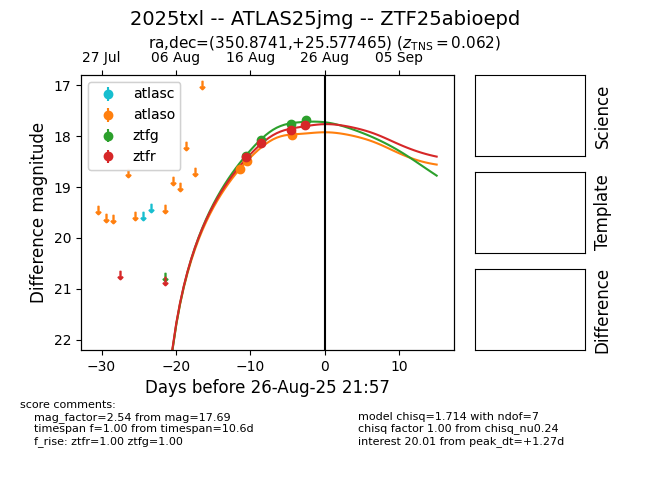 2025txl -- ATLAS25jmg -- ZTF25abioepd
ra,dec=(350.8741,+25.577465) (z_TNS = 0.062)
27 Jul 06 Aug 16 Aug 26 Aug 05 Sep
atlasc
atlaso
ztfg
ztfr
17
18
19
20
21
22
Difference magnitude
−30 −20 −10 0 10
Days before 26-Aug-25 21:57
Science
Template
Difference
score comments:
mag_factor=2.54 from mag=17.69
timespan f=1.00 from timespan=10.6d
f_rise: ztfr=1.00 ztfg=1.00
model chisq=1.714 with ndof=7
chisq factor 1.00 from chisq_nu0.24
interest 20.01 from peak_dt=+1.27d